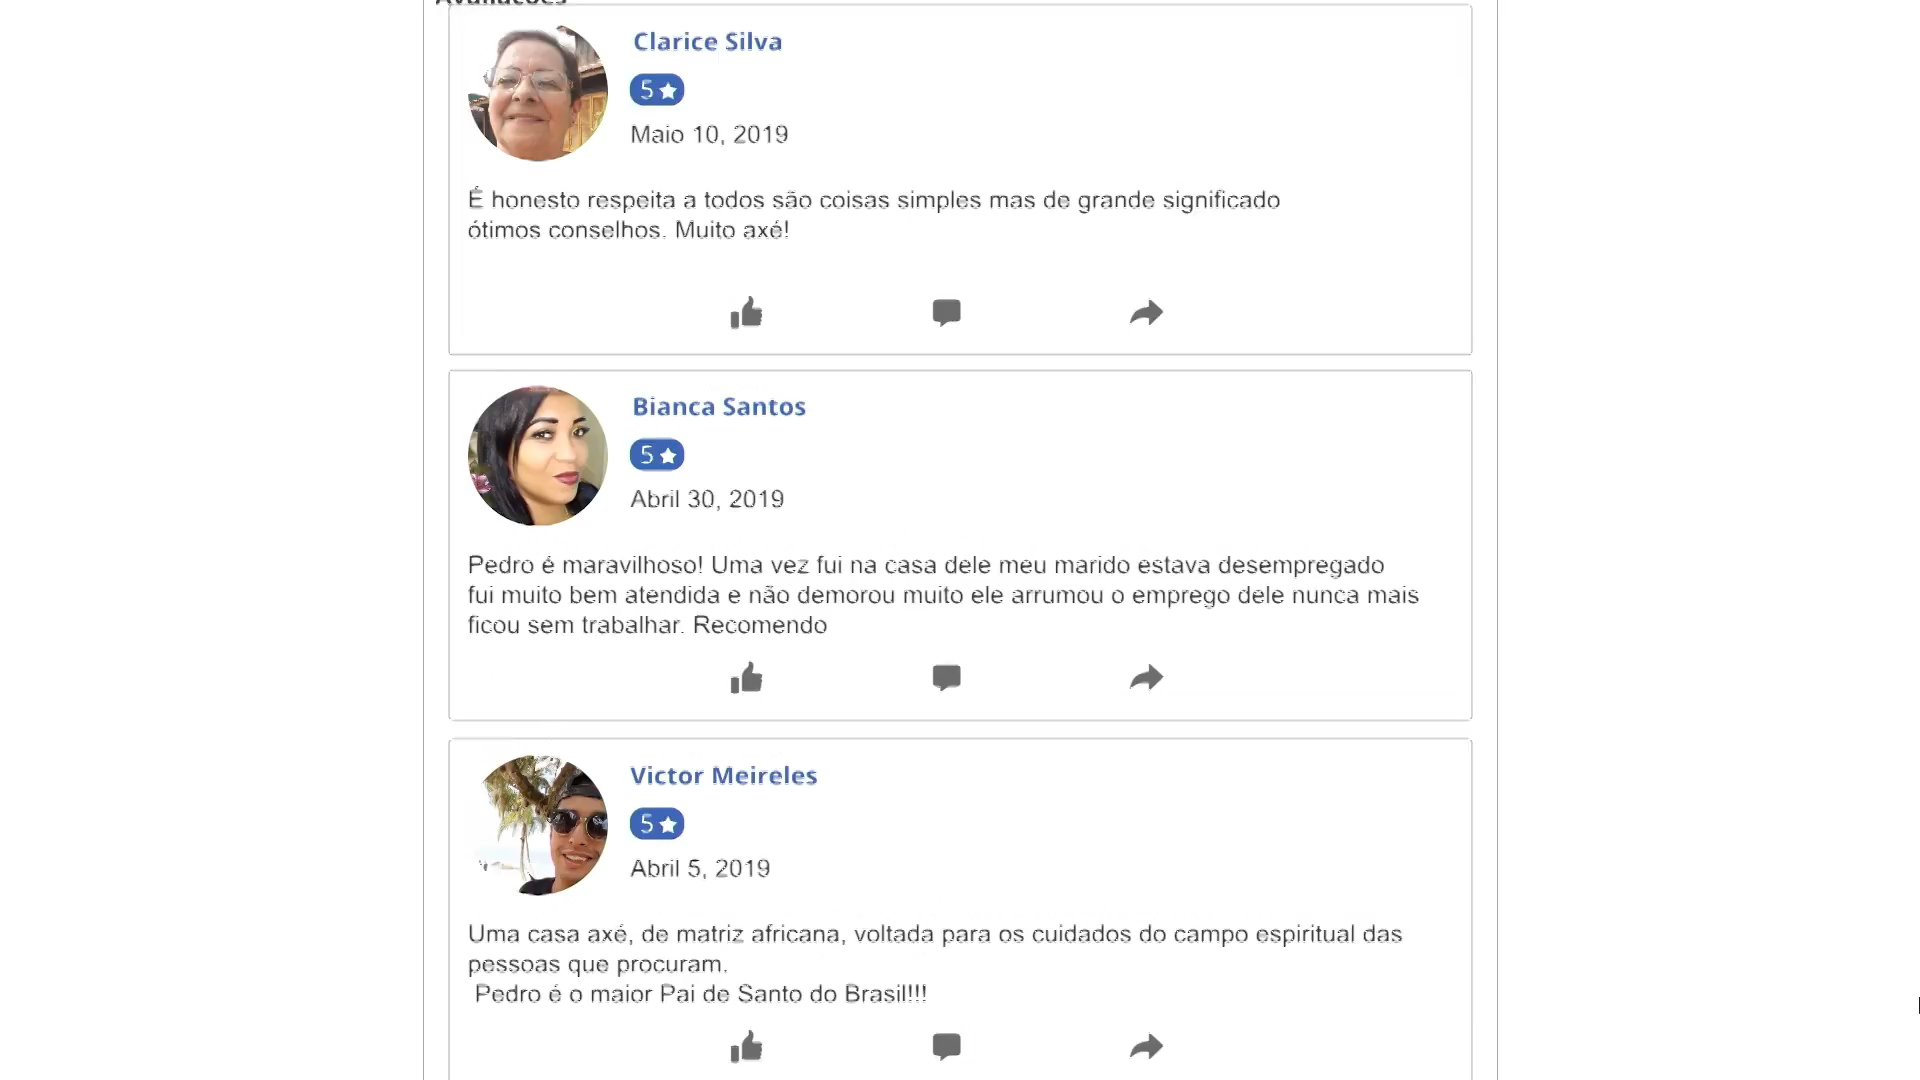 Avaliações
Clarice Silva
5
Maio 10, 2019
É honesto respeita a todos são coisas simples mas de grande significado
ótimos conselhos. Muito axé!
Bianca Santos
5
Abril 30, 2019
Pedro é maravilhoso! Uma vez fui na casa dele meu marido estava desempregado
fui muito bem atendida e não demorou muito ele arrumou o emprego dele nunca mais
ficou sem trabalhar. Recomendo
Victor Meireles
5
Abril 5, 2019
Uma casa axé, de matriz africana, voltada para os cuidados do campo espiritual das
pessoas que procuram.
Pedro é o maior Pai de Santo do Brasil!!!